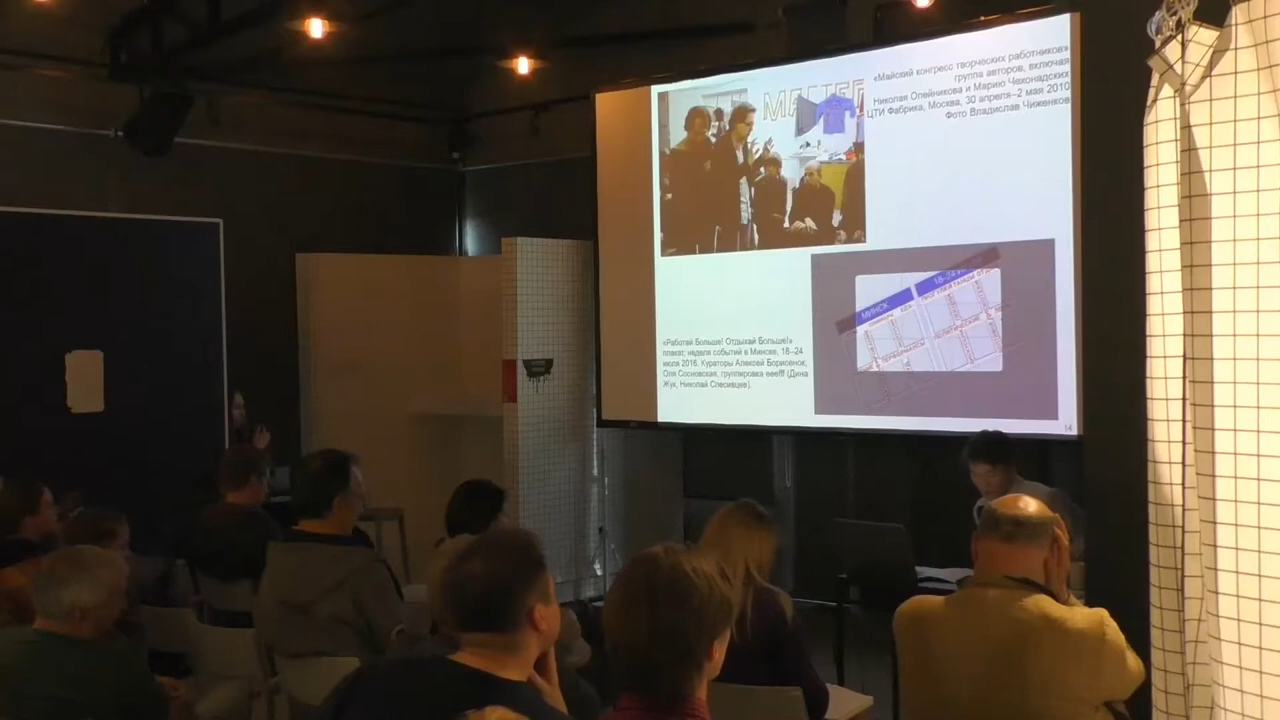 «Майский конгресс творческих работников»
группа авторов, включая
Николая Олейникова и Марию Чехонадских
ЦТИ Фабрика, Москва, 30 апреля–2 мая 2010
Фото Владислав Чиженков
«Работай Больше! Отдыхай Больше!»
плакат, неделя событий в Минске, 18–24
июля 2016. Кураторы Алексей Борисенок,
Оля Сосновская, группировка eeefff (Дина
Жук, Николай Спесивцев).
МИНСК
14